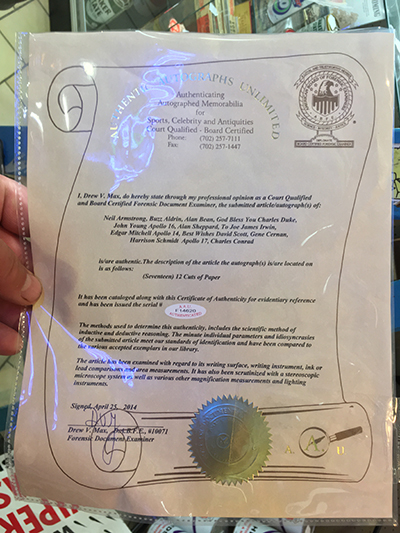 AUTHENTIC AUTOGRAPHS UNLIMITED
Authenticating
Autographed Memorabilia
for
Sports, Celebrity and Antiquities
Court Qualified - Board Certified
Phone: (702) 257-7111
Fax: (702) 257-1447
I, Drew V. Max, do hereby state through my professional opinion as a Court Qualified
and Board Certified Forensic Document Examiner, the submitted article/autograph(s) of:
Neil Armstrong, Buzz Aldrin, Alan Bean, God Bless You Charles Duke,
John Young Apollo 16, Alan Sheppard, To Joe James Irwin,
Edgar Mitchell Apollo 14, Best Wishes David Scott, Gene Cernan,
Harrison Schmidt Apollo 17, Charles Conrad
is/are authentic.The description of the article the autograph(s) is/are located on
is as follows:
(Seventeen) 12 Cuts of Paper
It has been cataloged along with this Certificate of Authenticity for evidentiary reference
and has been issued the serial #
The methods used to determine this authenticity, includes the scientific method of
inductive and deductive reasoning. The minute individual parameters and idiosyncrasies
of the submitted article meet our standards of identification and have been compared to
the various accepted exemplars in our library.
The article has been examined with regard to its writing surface, writing instrument, ink or
lead comparisons and area measurements. It has also been scrutinized with a stereoscopic
microscope system as well as various other magnification measurements and lighting
instruments.
Signed, April 25, 2014
Drew V. Max, D.A.B.F.E., #10071
Forensic Document Examiner